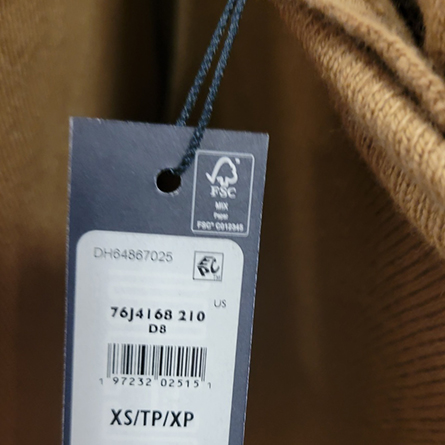 FSC
MIX
Paper
FSC® C012345
DH64867025
US
76J4168 210
D8
1 97232 02515 1
XS/TP/XP